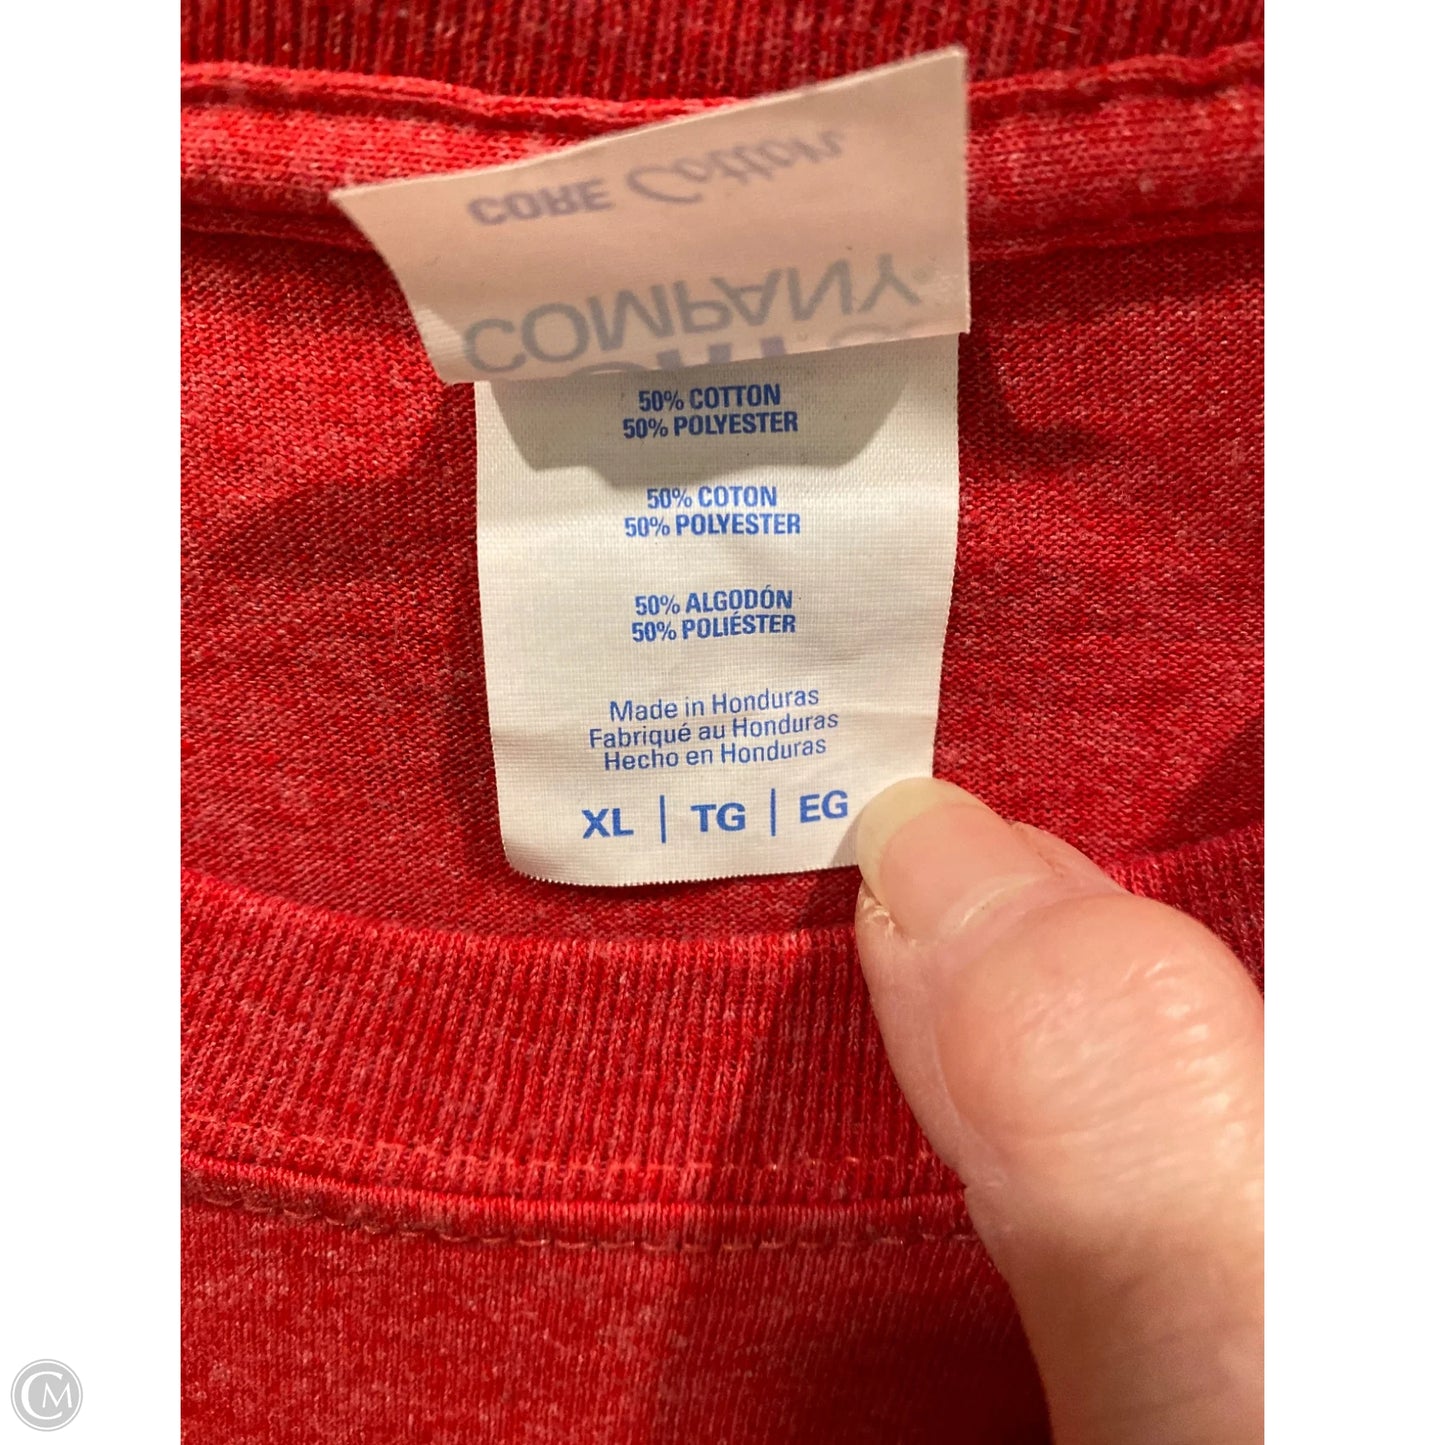 CORE Cotton
COMPANY
50% COTTON
50% POLYESTER
50% COTON
50% POLYESTER
50% ALGODÓN
50% POLIÉSTER
Made in Honduras
Fabriqué au Honduras
Hecho en Honduras
XL | TG | EG
CM